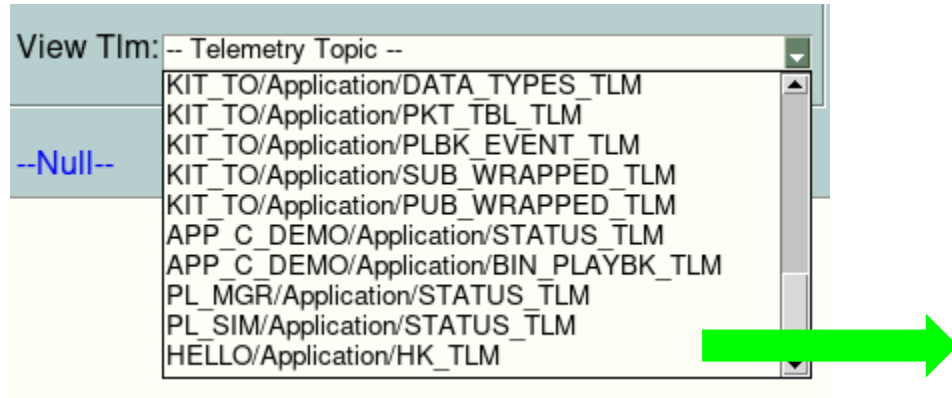 View Tlm: -- Telemetry Topic --
KIT_TO/Application/DATA_TYPES_TLM
KIT_TO/Application/PKT_TBL_TLM
KIT_TO/Application/PLBK_EVENT_TLM
--Null--
KIT_TO/Application/SUB_WRAPPED_TLM
KIT_TO/Application/PUB_WRAPPED_TLM
APP_C_DEMO/Application/STATUS_TLM
APP_C_DEMO/Application/BIN_PLAYBK_TLM
PL_MGR/Application/STATUS_TLM
PL_SIM/Application/STATUS_TLM
HELLO/Application/HK_TLM